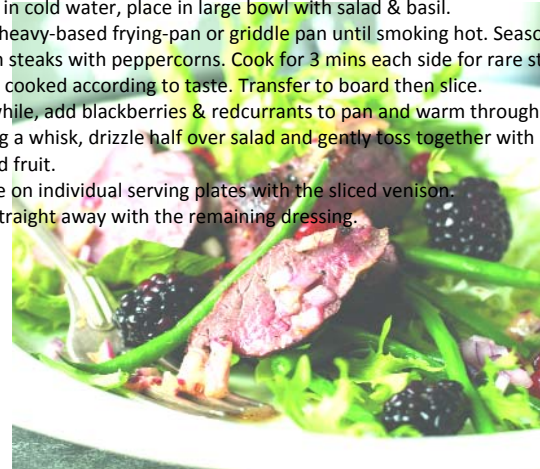 in cold water, place in large bowl with salad & basil.
heavy-based frying-pan or griddle pan until smoking hot. Seaso
n steaks with peppercorns. Cook for 3 mins each side for rare st
cooked according to taste. Transfer to board then slice.
while, add blackberries & redcurrants to pan and warm through
g a whisk, drizzle half over salad and gently toss together with
d fruit.
e on individual serving plates with the sliced venison.
traight away with the remaining dressing.